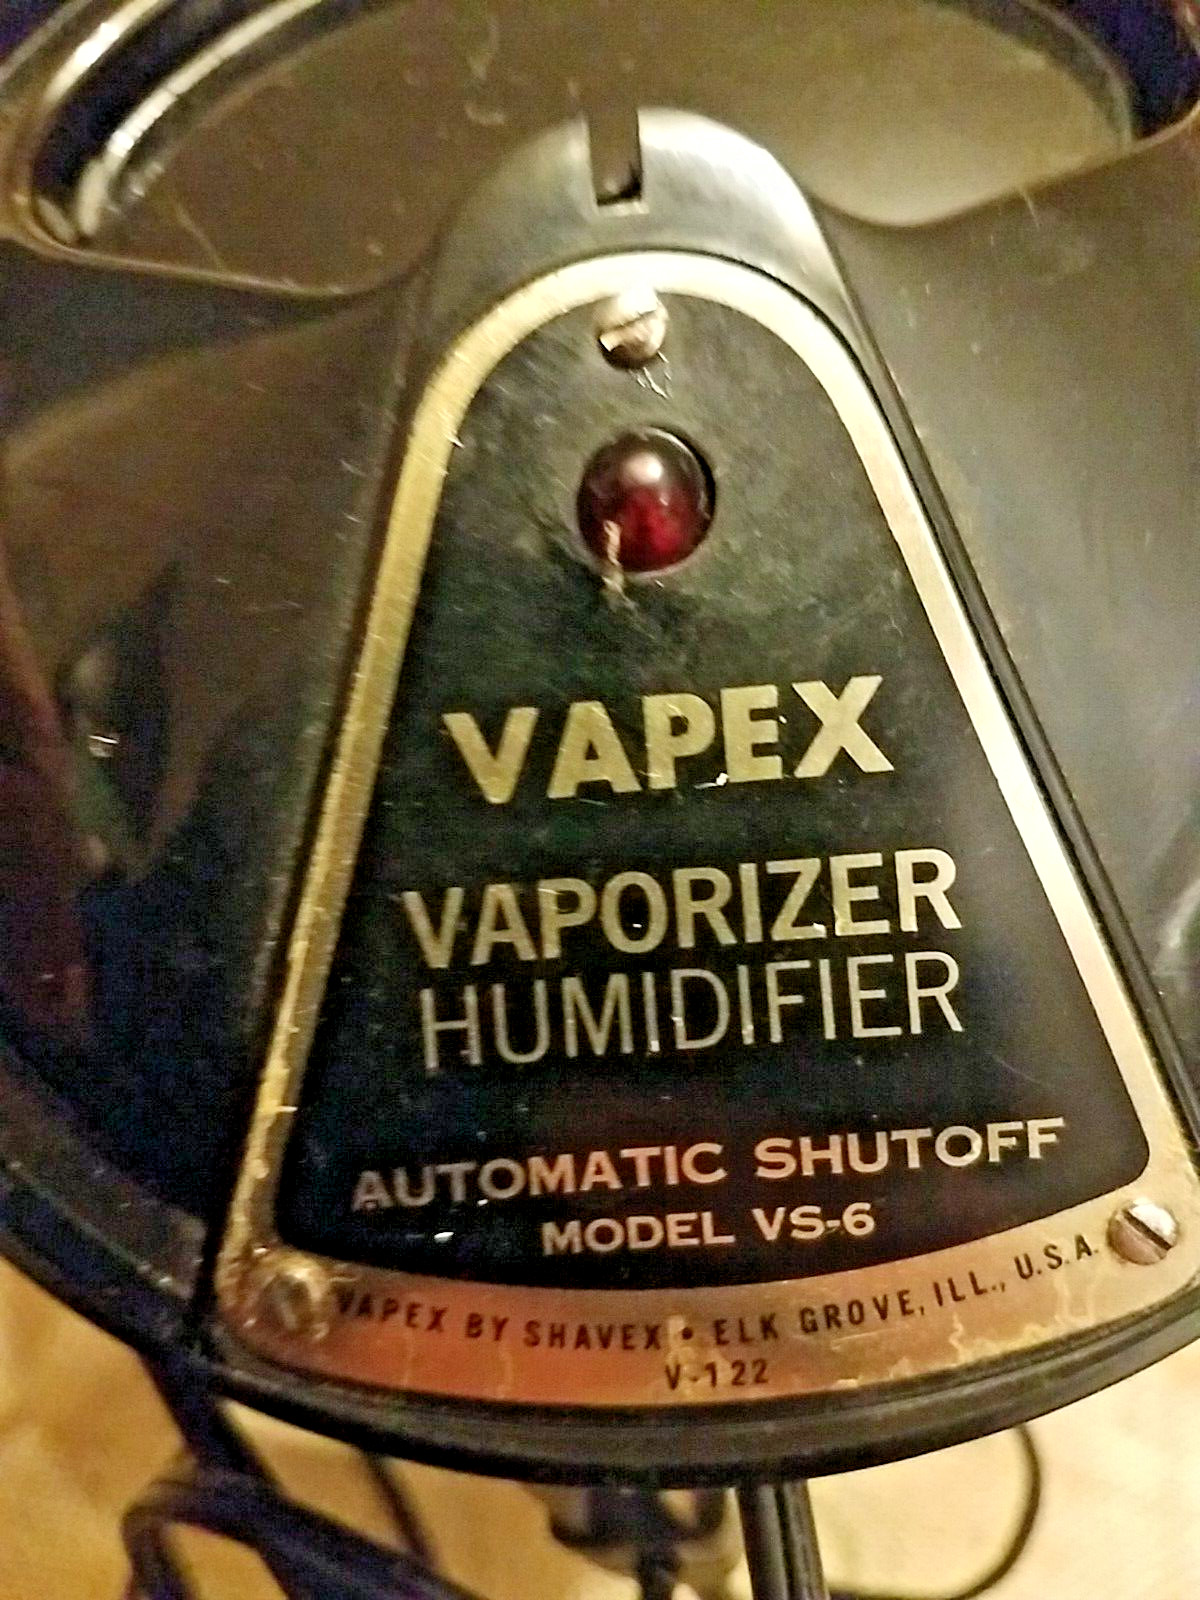 VAPEX
VAPORIZER
HUMIDIFIER
AUTOMATIC SHUTOFF
MODEL VS-6
VAPEX BY SHAVEX • ELK GROVE, ILL., U.S.A.
V-122